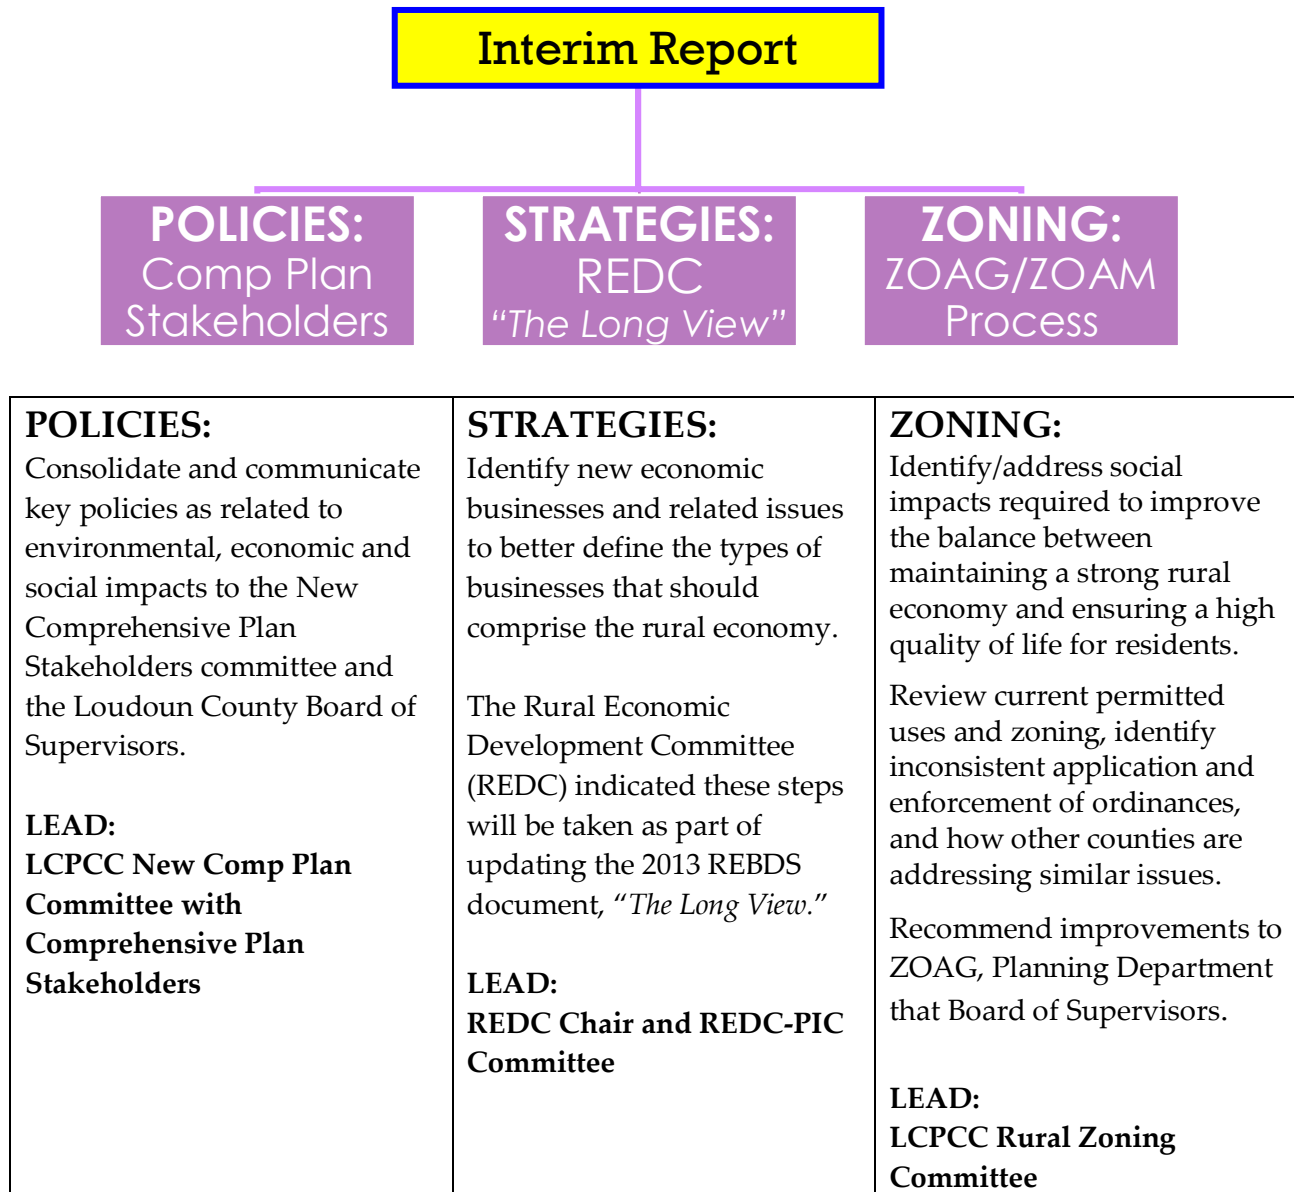 Interim Report
POLICIES:
Comp Plan
Stakeholders
STRATEGIES:
REDC
“The Long View”
ZONING:
ZOAG/ZOAM
Process
POLICIES:
Consolidate and communicate
key policies as related to
environmental, economic and
social impacts to the New
Comprehensive Plan
Stakeholders committee and
the Loudoun County Board of
Supervisors.
LEAD:
LCPCC New Comp Plan
Committee with
Comprehensive Plan
Stakeholders
STRATEGIES:
Identify new economic
businesses and related issues
to better define the types of
businesses that should
comprise the rural economy.
The Rural Economic
Development Committee
(REDC) indicated these steps
will be taken as part of
updating the 2013 REBDS
document, “The Long View.”
LEAD:
REDC Chair and REDC-PIC
Committee
ZONING:
Identify/address social
impacts required to improve
the balance between
maintaining a strong rural
economy and ensuring a high
quality of life for residents.
Review current permitted
uses and zoning, identify
inconsistent application and
enforcement of ordinances,
and how other counties are
addressing similar issues.
Recommend improvements to
ZOAG, Planning Department
that Board of Supervisors.
LEAD:
LCPCC Rural Zoning
Committee